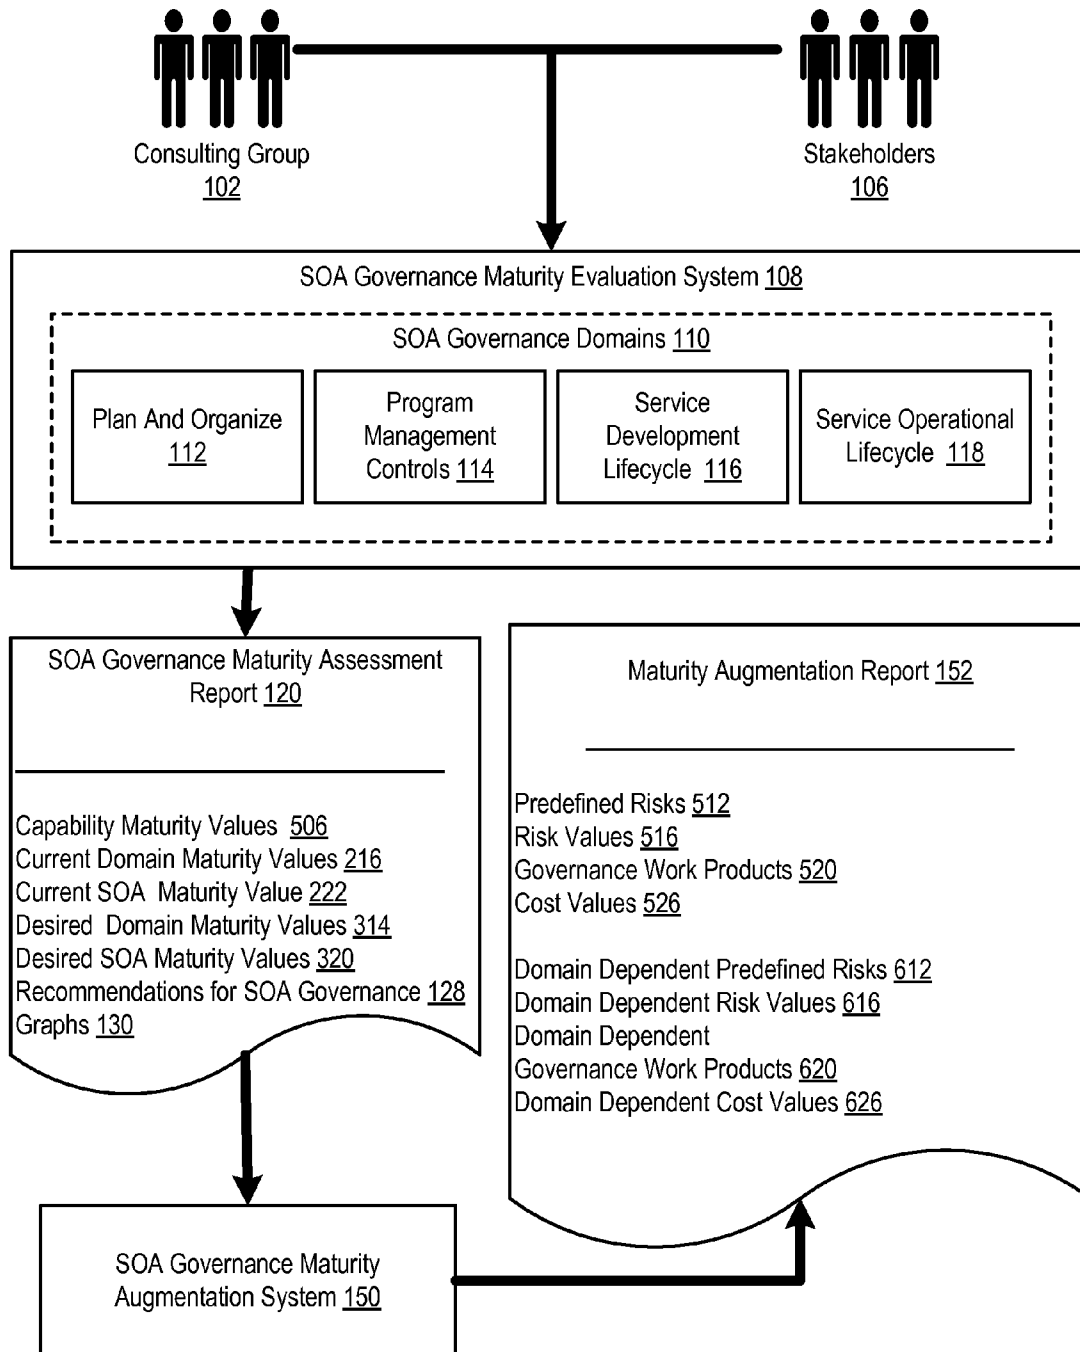 Consulting Group
102
Stakeholders
106
SOA Governance Maturity Evaluation System 108
SOA Governance Domains 110
Plan And Organize
112
Program
Management
Controls 114
Service
Development
Lifecycle 116
Service Operational
Lifecycle 118
SOA Governance Maturity Assessment
Report 120
Capability Maturity Values 506
Current Domain Maturity Values 216
Current SOA Maturity Value 222
Desired Domain Maturity Values 314
Desired SOA Maturity Values 320
Recommendations for SOA Governance 128
Graphs 130
Maturity Augmentation Report 152
Predefined Risks 512
Risk Values 516
Governance Work Products 520
Cost Values 526
Domain Dependent Predefined Risks 612
Domain Dependent Risk Values 616
Domain Dependent
Governance Work Products 620
Domain Dependent Cost Values 626
SOA Governance Maturity
Augmentation System 150